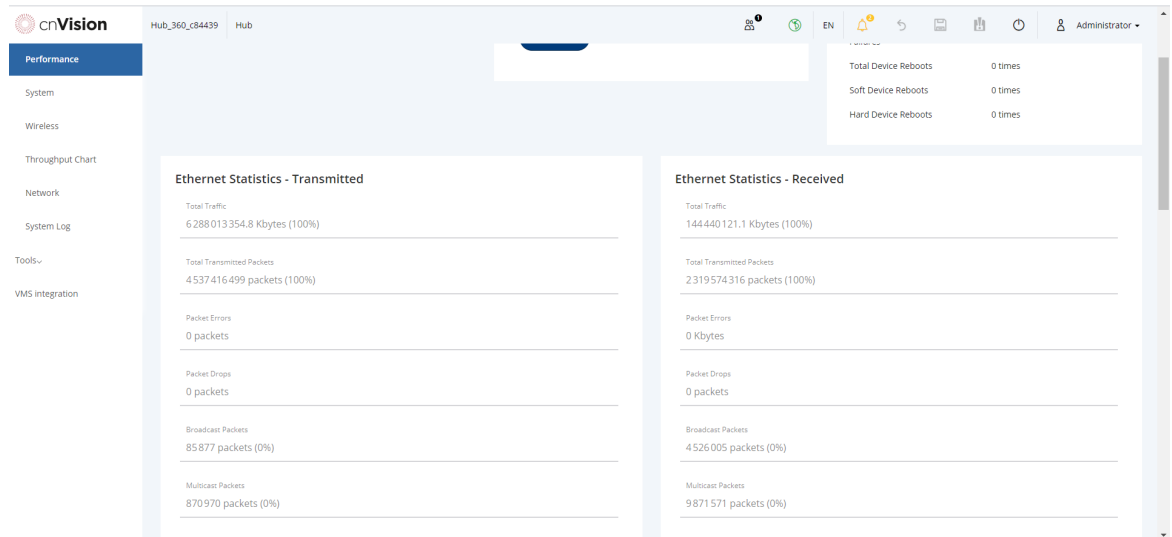 cnVision
Hub_360_c84439 Hub
1
EN
2
Administrator
Performance
System
Wireless
Throughput Chart
Network
System Log
Tools
VMS integration
Failures
Total Device Reboots 0 times
Soft Device Reboots 0 times
Hard Device Reboots 0 times
Ethernet Statistics - Transmitted
Total Traffic
6 288 013 354.8 Kbytes (100%)
Total Transmitted Packets
4 537 416 499 packets (100%)
Packet Errors
0 packets
Packet Drops
0 packets
Broadcast Packets
85 877 packets (0%)
Multicast Packets
870 970 packets (0%)
Ethernet Statistics - Received
Total Traffic
144 440 121.1 Kbytes (100%)
Total Transmitted Packets
2 319 574 316 packets (100%)
Packet Errors
0 Kbytes
Packet Drops
0 packets
Broadcast Packets
4 526 005 packets (0%)
Multicast Packets
9 871 571 packets (0%)